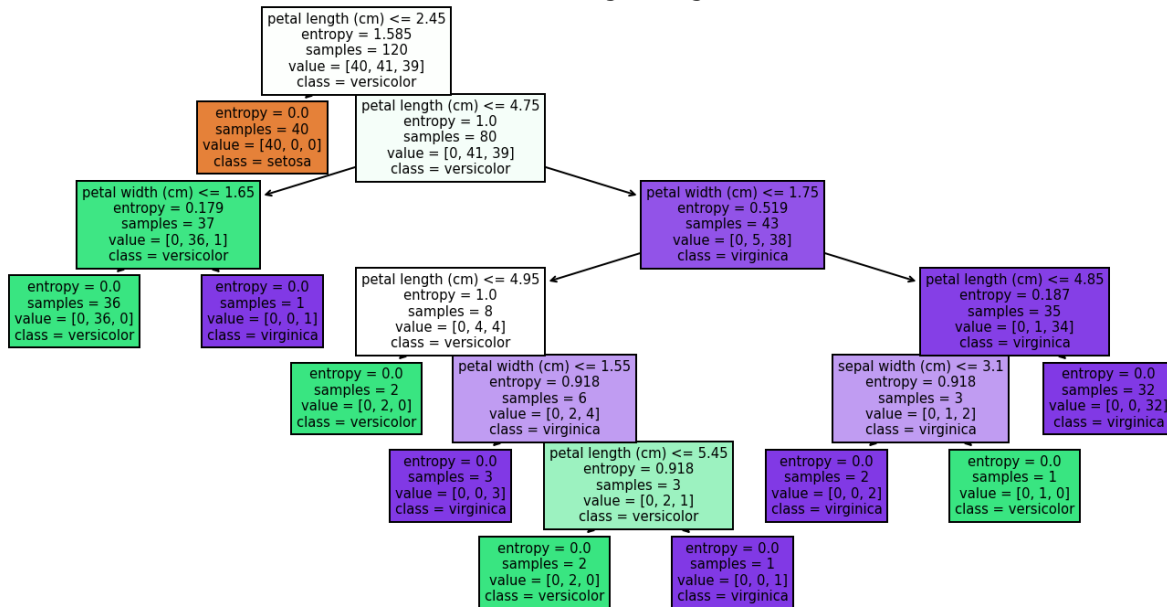 petal length (cm) <= 2.45
entropy = 1.585
samples = 120
value = [40, 41, 39]
class = versicolor
entropy = 0.0
samples = 40
value = [40, 0, 0]
class = setosa
petal length (cm) <= 4.75
entropy = 1.0
samples = 80
value = [0, 41, 39]
class = versicolor
petal width (cm) <= 1.65
entropy = 0.179
samples = 37
value = [0, 36, 1]
class = versicolor
petal width (cm) <= 1.75
entropy = 0.519
samples = 43
value = [0, 5, 38]
class = virginica
entropy = 0.0
samples = 36
value = [0, 36, 0]
class = versicolor
entropy = 0.0
samples = 1
value = [0, 0, 1]
class = virginica
petal length (cm) <= 4.95
entropy = 1.0
samples = 8
value = [0, 4, 4]
class = versicolor
petal length (cm) <= 4.85
entropy = 0.187
samples = 35
value = [0, 1, 34]
class = virginica
entropy = 0.0
samples = 2
value = [0, 2, 0]
class = versicolor
petal width (cm) <= 1.55
entropy = 0.918
samples = 6
value = [0, 2, 4]
class = virginica
sepal width (cm) <= 3.1
entropy = 0.918
samples = 3
value = [0, 1, 2]
class = virginica
entropy = 0.0
samples = 32
value = [0, 0, 32]
class = virginica
entropy = 0.0
samples = 3
value = [0, 0, 3]
class = virginica
petal length (cm) <= 5.45
entropy = 0.918
samples = 3
value = [0, 2, 1]
class = versicolor
entropy = 0.0
samples = 2
value = [0, 0, 2]
class = virginica
entropy = 0.0
samples = 1
value = [0, 1, 0]
class = versicolor
entropy = 0.0
samples = 2
value = [0, 2, 0]
class = versicolor
entropy = 0.0
samples = 1
value = [0, 0, 1]
class = virginica